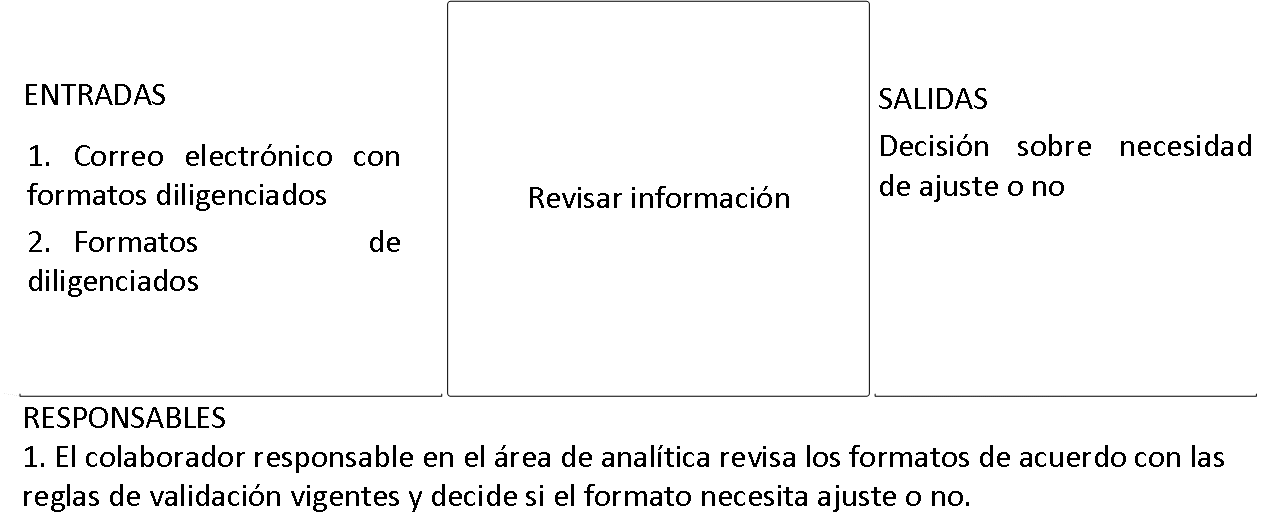 ENTRADAS
1. Correo electrónico con
formatos diligenciados
2. Formatos de
diligenciados
Revisar información
SALIDAS
Decisión sobre necesidad
de ajuste o no
RESPONSABLES
1. El colaborador responsable en el área de analítica revisa los formatos de acuerdo con las
reglas de validación vigentes y decide si el formato necesita ajuste o no.